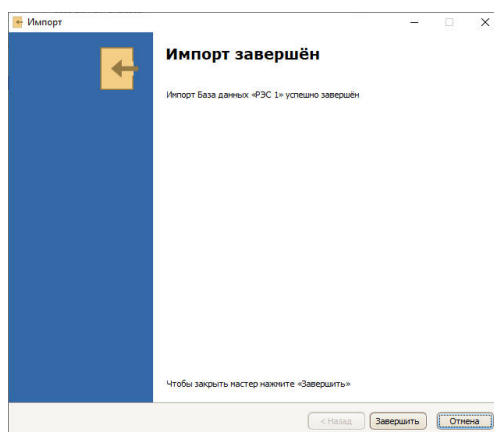 Импорт
Импорт завершён
Импорт База данных «РЭС 1» успешно завершён
Чтобы закрыть мастер нажмите «Завершить»
< Назад Завершить Отмена